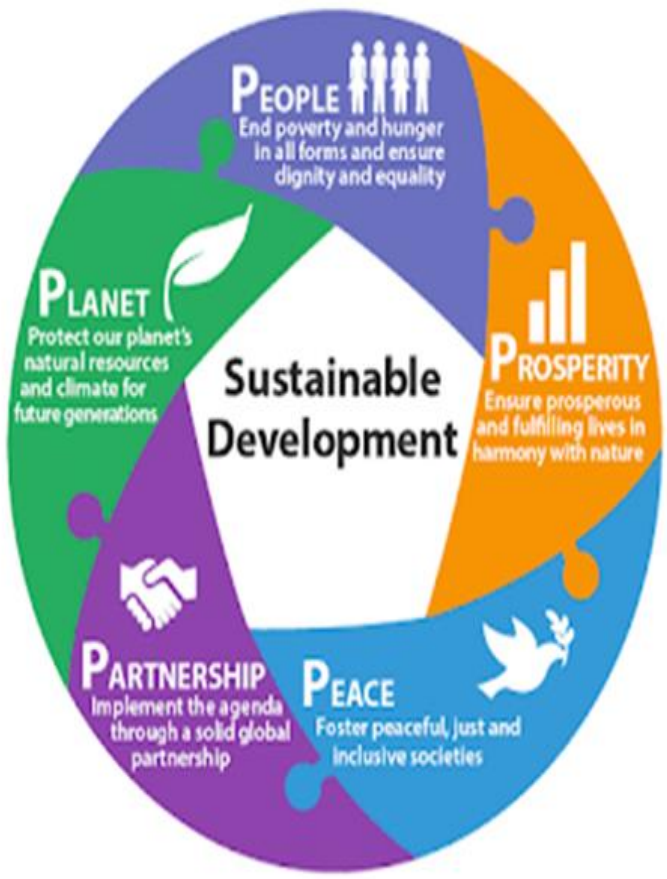 PEOPLE
End poverty and hunger
in all forms and ensure
dignity and equality
PROSPERITY
Ensure prosperous
and fulfilling lives in
harmony with nature
PEACE
Foster peaceful, just and
inclusive societies
PARTNERSHIP
Implement the agenda
through a solid global
partnership
PLANET
Protect our planet's
natural resources
and climate for
future generations
Sustainable
Development